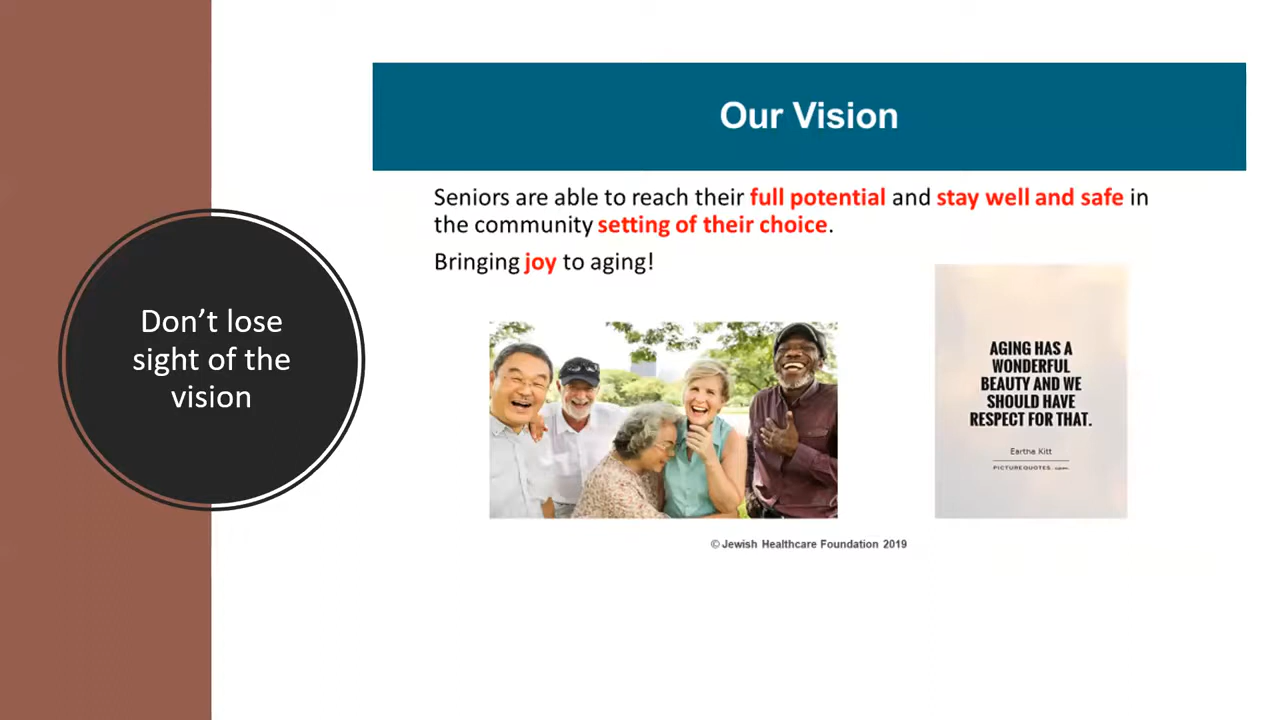 Don’t lose
sight of the
vision
Our Vision
Seniors are able to reach their full potential and stay well and safe in
the community setting of their choice.
Bringing joy to aging!
AGING HAS A
WONDERFUL
BEAUTY AND WE
SHOULD HAVE
RESPECT FOR THAT.
Eartha Kitt
PICTUREQUOTES.com
© Jewish Healthcare Foundation 2019